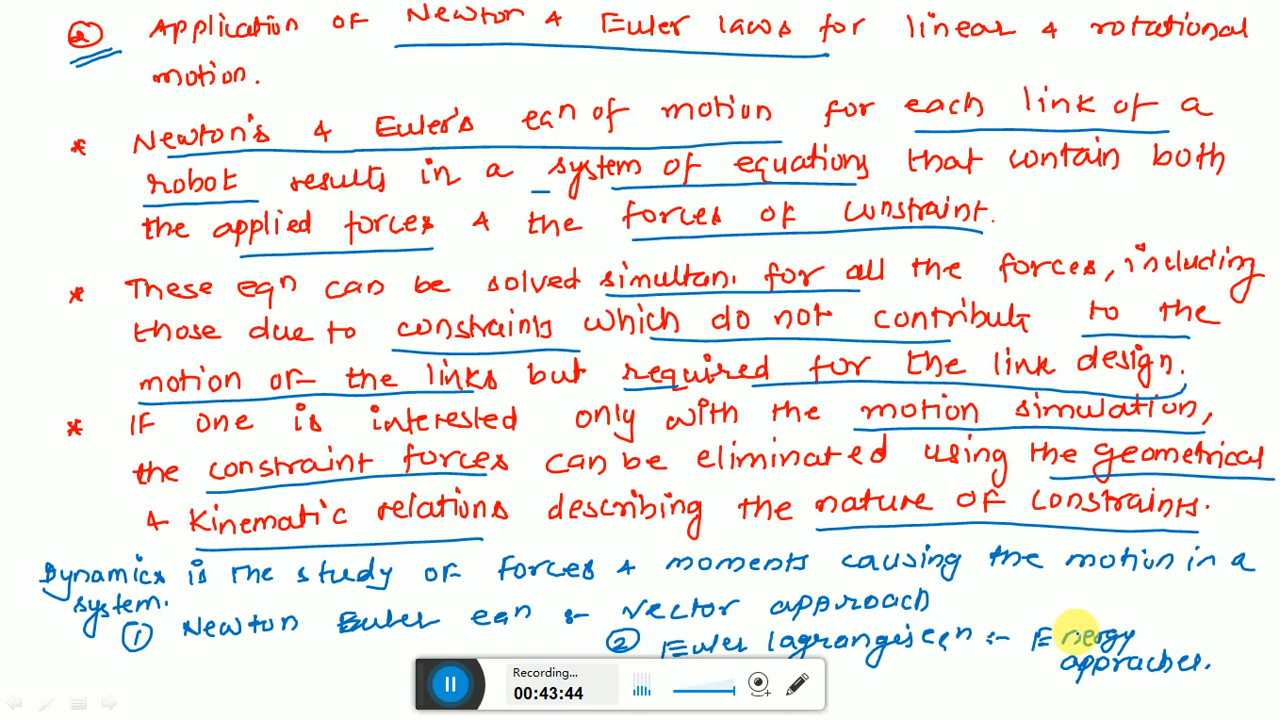 ② Application of Newton & Euler laws for linear & rotational
motion.
* Newton's & Euler's eqn of motion for each link of a
robot results in a system of equations that contain both
the applied forces & the forces of constraint.
* These eqn can be solved simultan. for all the forces, including
those due to constraints which do not contribute to the
motion of the links but required for the link design.
* If one is interested only with the motion simulation,
the constraint forces can be eliminated using the geometrical
& kinematic relations describing the nature of constraints.
Dynamics is the study of forces & moments causing the motion in a
system.
① Newton Euler eqn :- Vector approach
② Euler lagranges eqn :- Energy
approaches.
Recording...
00:43:44